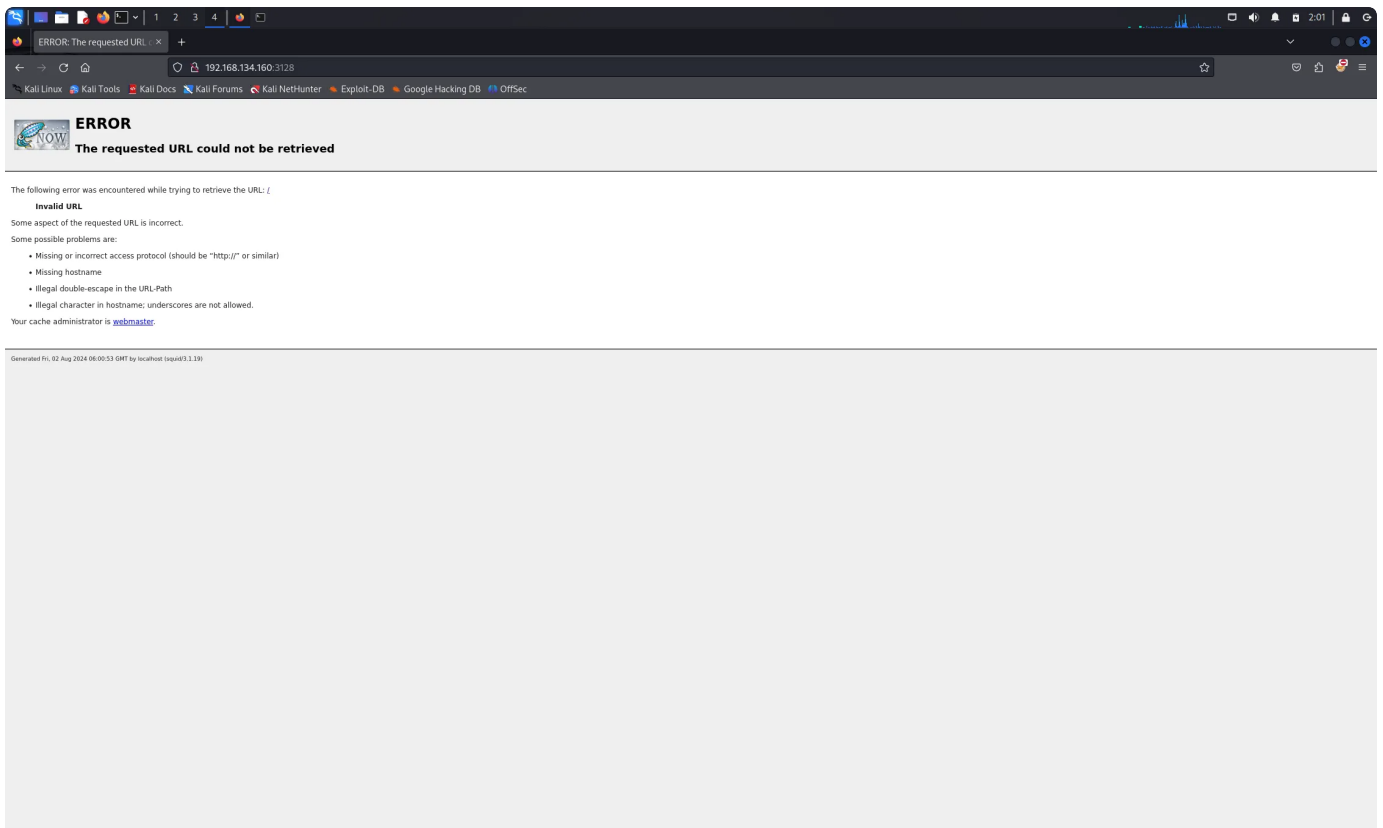 1 2 3 4
2:01
ERROR: The requested URL c
192.168.134.160:3128
Kali Linux Kali Tools Kali Docs Kali Forums Kali NetHunter Exploit-DB Google Hacking DB OffSec
NOW
ERROR
The requested URL could not be retrieved
The following error was encountered while trying to retrieve the URL: /
Invalid URL
Some aspect of the requested URL is incorrect.
Some possible problems are:
• Missing or incorrect access protocol (should be "http://" or similar)
• Missing hostname
• Illegal double-escape in the URL-Path
• Illegal character in hostname; underscores are not allowed.
Your cache administrator is webmaster.
Generated Fri, 02 Aug 2024 06:00:53 GMT by localhost (squid/3.1.19)